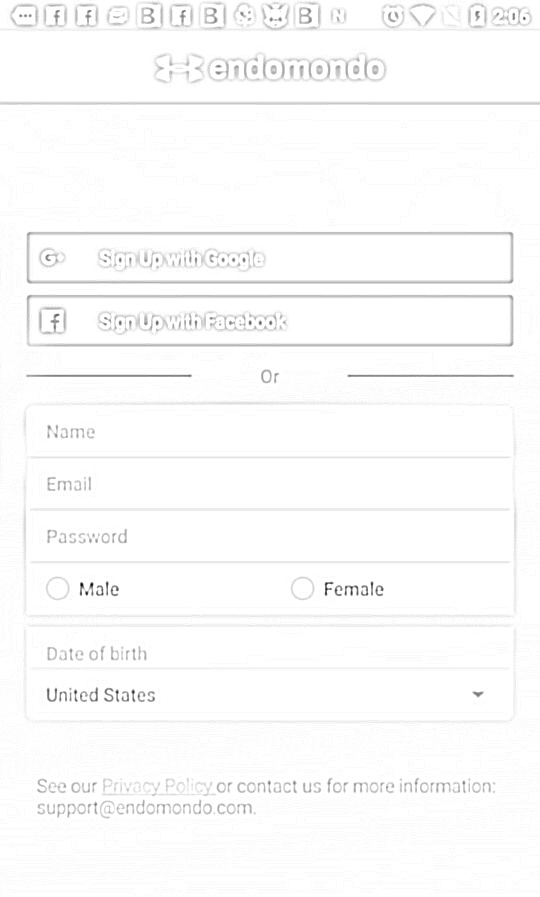 2:06
endomondo
Sign Up with Google
Sign Up with Facebook
Or
Name
Email
Password
Male Female
Date of birth
United States
See our Privacy Policy or contact us for more information:
support@endomondo.com.